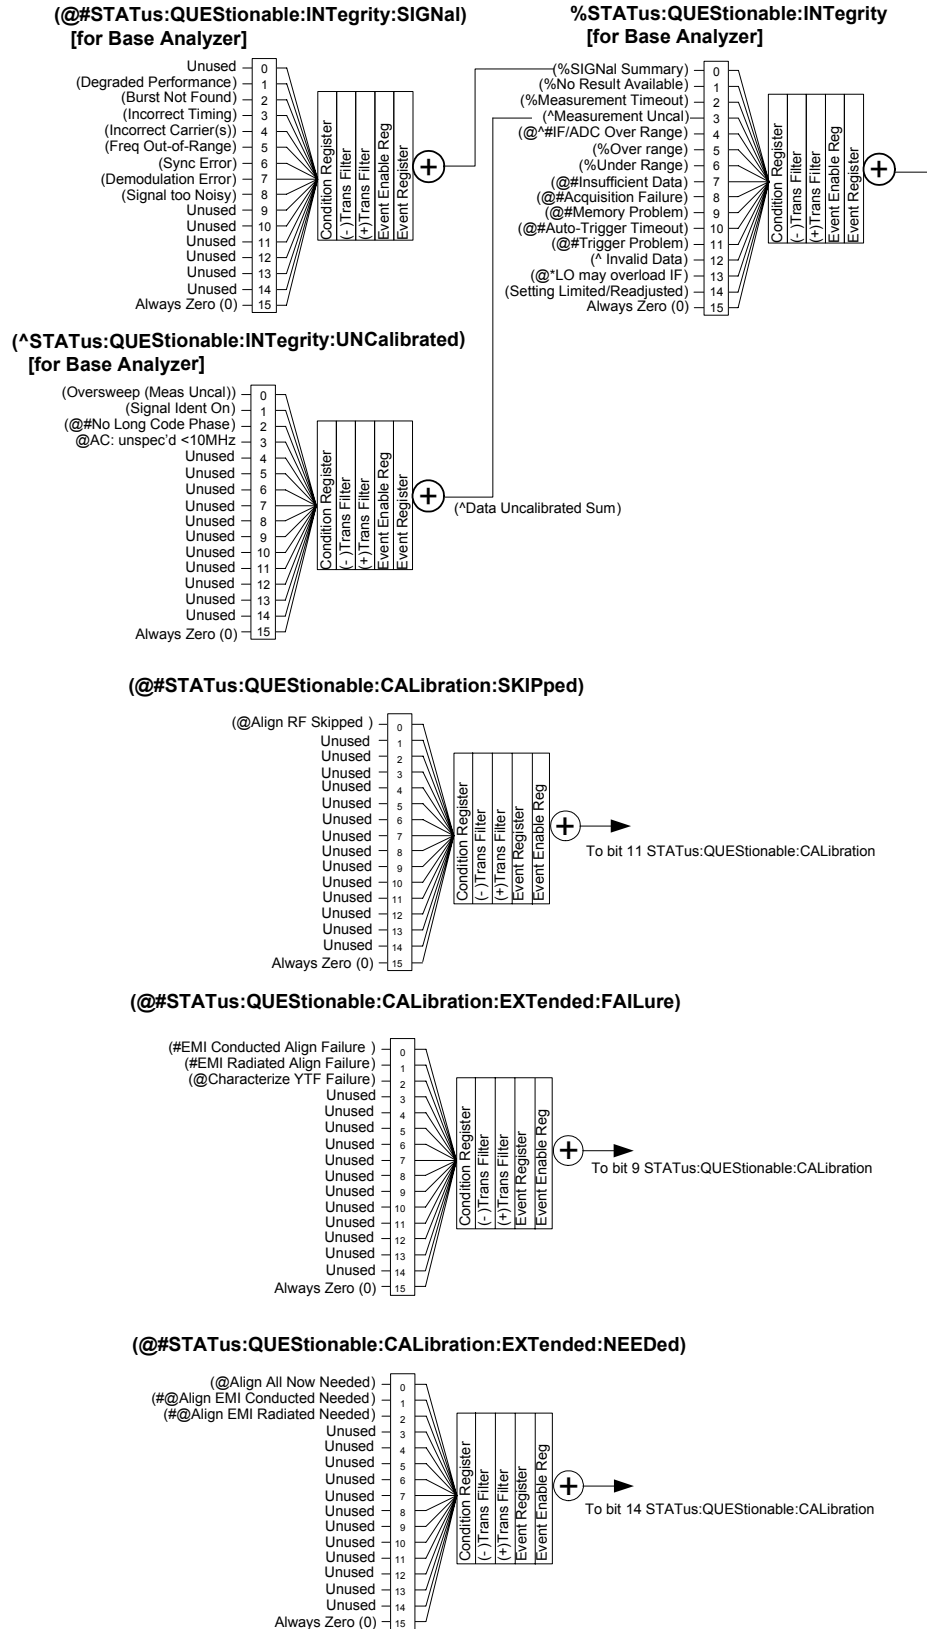 (@#STATus:QUEStionable:INTegrity:SIGNal)
[for Base Analyzer]
Unused 0
(Degraded Performance) 1
(Burst Not Found) 2
(Incorrect Timing) 3
(Incorrect Carrier(s)) 4
(Freq Out-of-Range) 5
(Sync Error) 6
(Demodulation Error) 7
(Signal too Noisy) 8
Unused 9
Unused 10
Unused 11
Unused 12
Unused 13
Unused 14
Always Zero (0) 15
Condition Register
(-)Trans Filter
(+)Trans Filter
Event Enable Reg
Event Register
+
%STATus:QUEStionable:INTegrity
[for Base Analyzer]
(%SIGNal Summary) 0
(%No Result Available) 1
(%Measurement Timeout) 2
(^Measurement Uncal) 3
(@^#IF/ADC Over Range) 4
(%Over range) 5
(%Under Range) 6
(@#Insufficient Data) 7
(@#Acquisition Failure) 8
(@#Memory Problem) 9
(@#Auto-Trigger Timeout) 10
(@#Trigger Problem) 11
(^ Invalid Data) 12
(@*LO may overload IF) 13
(Setting Limited/Readjusted) 14
Always Zero (0) 15
Condition Register
(- )Trans Filter
(+)Trans Filter
Event Enable Reg
Event Register
+
(^STATus:QUEStionable:INTegrity:UNCalibrated)
[for Base Analyzer]
(Oversweep (Meas Uncal)) 0
(Signal Ident On) 1
(@#No Long Code Phase) 2
@AC: unspec’d <10MHz 3
Unused 4
Unused 5
Unused 6
Unused 7
Unused 8
Unused 9
Unused 10
Unused 11
Unused 12
Unused 13
Unused 14
Always Zero (0) 15
Condition Register
(- )Trans Filter
(+)Trans Filter
Event Enable Reg
Event Register
+
(^Data Uncalibrated Sum)
(@#STATus:QUEStionable:CALibration:SKIPped)
(@Align RF Skipped ) 0
Unused 1
Unused 2
Unused 3
Unused 4
Unused 5
Unused 6
Unused 7
Unused 8
Unused 9
Unused 10
Unused 11
Unused 12
Unused 13
Unused 14
Always Zero (0) 15
Condition Register
(- )Trans Filter
(+)Trans Filter
Event Register
Event Enable Reg
+
To bit 11 STATus:QUEStionable:CALibration
(@#STATus:QUEStionable:CALibration:EXTended:FAILure)
(#EMI Conducted Align Failure ) 0
(#EMI Radiated Align Failure) 1
(@Characterize YTF Failure) 2
Unused 3
Unused 4
Unused 5
Unused 6
Unused 7
Unused 8
Unused 9
Unused 10
Unused 11
Unused 12
Unused 13
Unused 14
Always Zero (0) 15
Condition Register
(- )Trans Filter
(+)Trans Filter
Event Register
Event Enable Reg
+
To bit 9 STATus:QUEStionable:CALibration
(@#STATus:QUEStionable:CALibration:EXTended:NEEDed)
(@Align All Now Needed) 0
(#@Align EMI Conducted Needed) 1
(#@Align EMI Radiated Needed) 2
Unused 3
Unused 4
Unused 5
Unused 6
Unused 7
Unused 8
Unused 9
Unused 10
Unused 11
Unused 12
Unused 13
Unused 14
Always Zero (0) 15
Condition Register
(- )Trans Filter
(+)Trans Filter
Event Register
Event Enable Reg
+
To bit 14 STATus:QUEStionable:CALibration